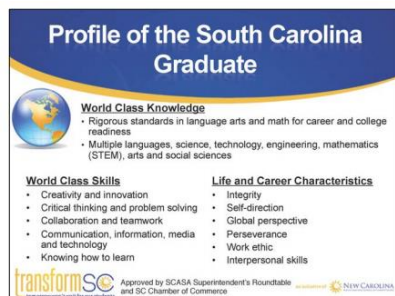 Profile of the South Carolina
Graduate
World Class Knowledge
• Rigorous standards in language arts and math for career and college
readiness
• Multiple languages, science, technology, engineering, mathematics
(STEM), arts and social sciences
World Class Skills
• Creativity and innovation
• Critical thinking and problem solving
• Collaboration and teamwork
• Communication, information, media
and technology
• Knowing how to learn
Life and Career Characteristics
• Integrity
• Self-direction
• Global perspective
• Perseverance
• Work ethic
• Interpersonal skills
transformSC
Approved by SCASA Superintendent's Roundtable
and SC Chamber of Commerce
NEW CAROLINA